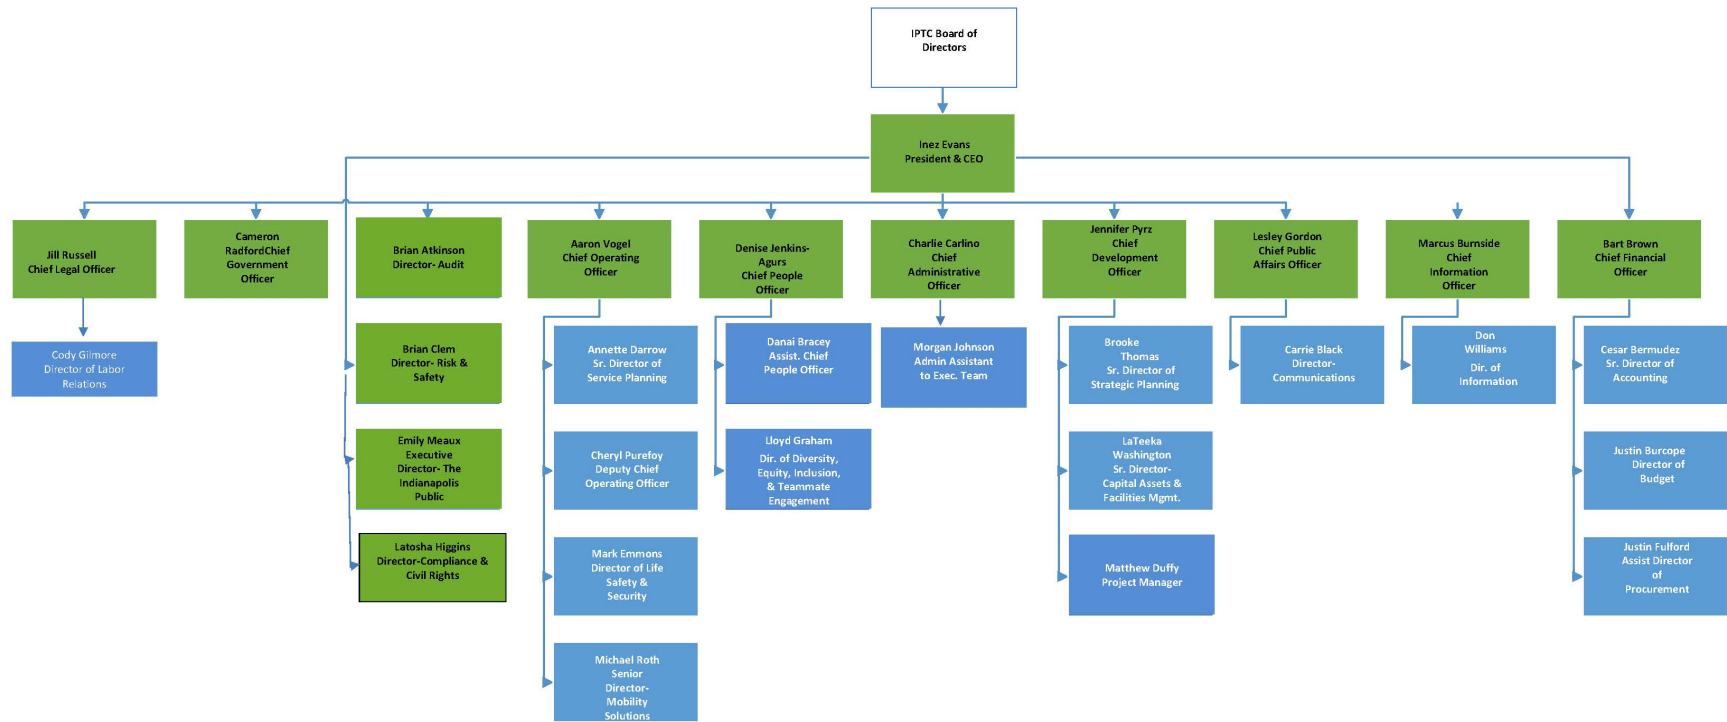 IPTC Board of
Directors
Inez Evans
President & CEO
Jill Russell
Chief Legal Officer
Cameron
RadfordChief
Government
Officer
Brian Atkinson
Director- Audit
Aaron Vogel
Chief Operating
Officer
Denise Jenkins-
Agurs
Chief People
Officer
Charlie Carlino
Chief
Administrative
Officer
Jennifer Pyrz
Chief
Development
Officer
Lesley Gordon
Chief Public
Affairs Officer
Marcus Burnside
Chief
Information
Officer
Bart Brown
Chief Financial
Officer
Cody Gilmore
Director of Labor
Relations
Brian Clem
Director- Risk &
Safety
Emily Meaux
Executive
Director- The
Indianapolis
Public
Latosha Higgins
Director-Compliance &
Civil Rights
Annette Darrow
Sr. Director of
Service Planning
Cheryl Purefoy
Deputy Chief
Operating Officer
Mark Emmons
Director of Life
Safety &
Security
Michael Roth
Senior
Director-
Mobility
Solutions
Danai Bracey
Assist. Chief
People Officer
Lloyd Graham
Dir. of Diversity,
Equity, Inclusion,
& Teammate
Engagement
Morgan Johnson
Admin Assistant
to Exec. Team
Brooke
Thomas
Sr. Director of
Strategic Planning
LaTeeka
Washington
Sr. Director-
Capital Assets &
Facilities Mgmt.
Matthew Duffy
Project Manager
Carrie Black
Director-
Communications
Don
Williams
Dir. of
Information
Cesar Bermudez
Sr. Director of
Accounting
Justin Burcope
Director of
Budget
Justin Fulford
Assist Director
of
Procurement